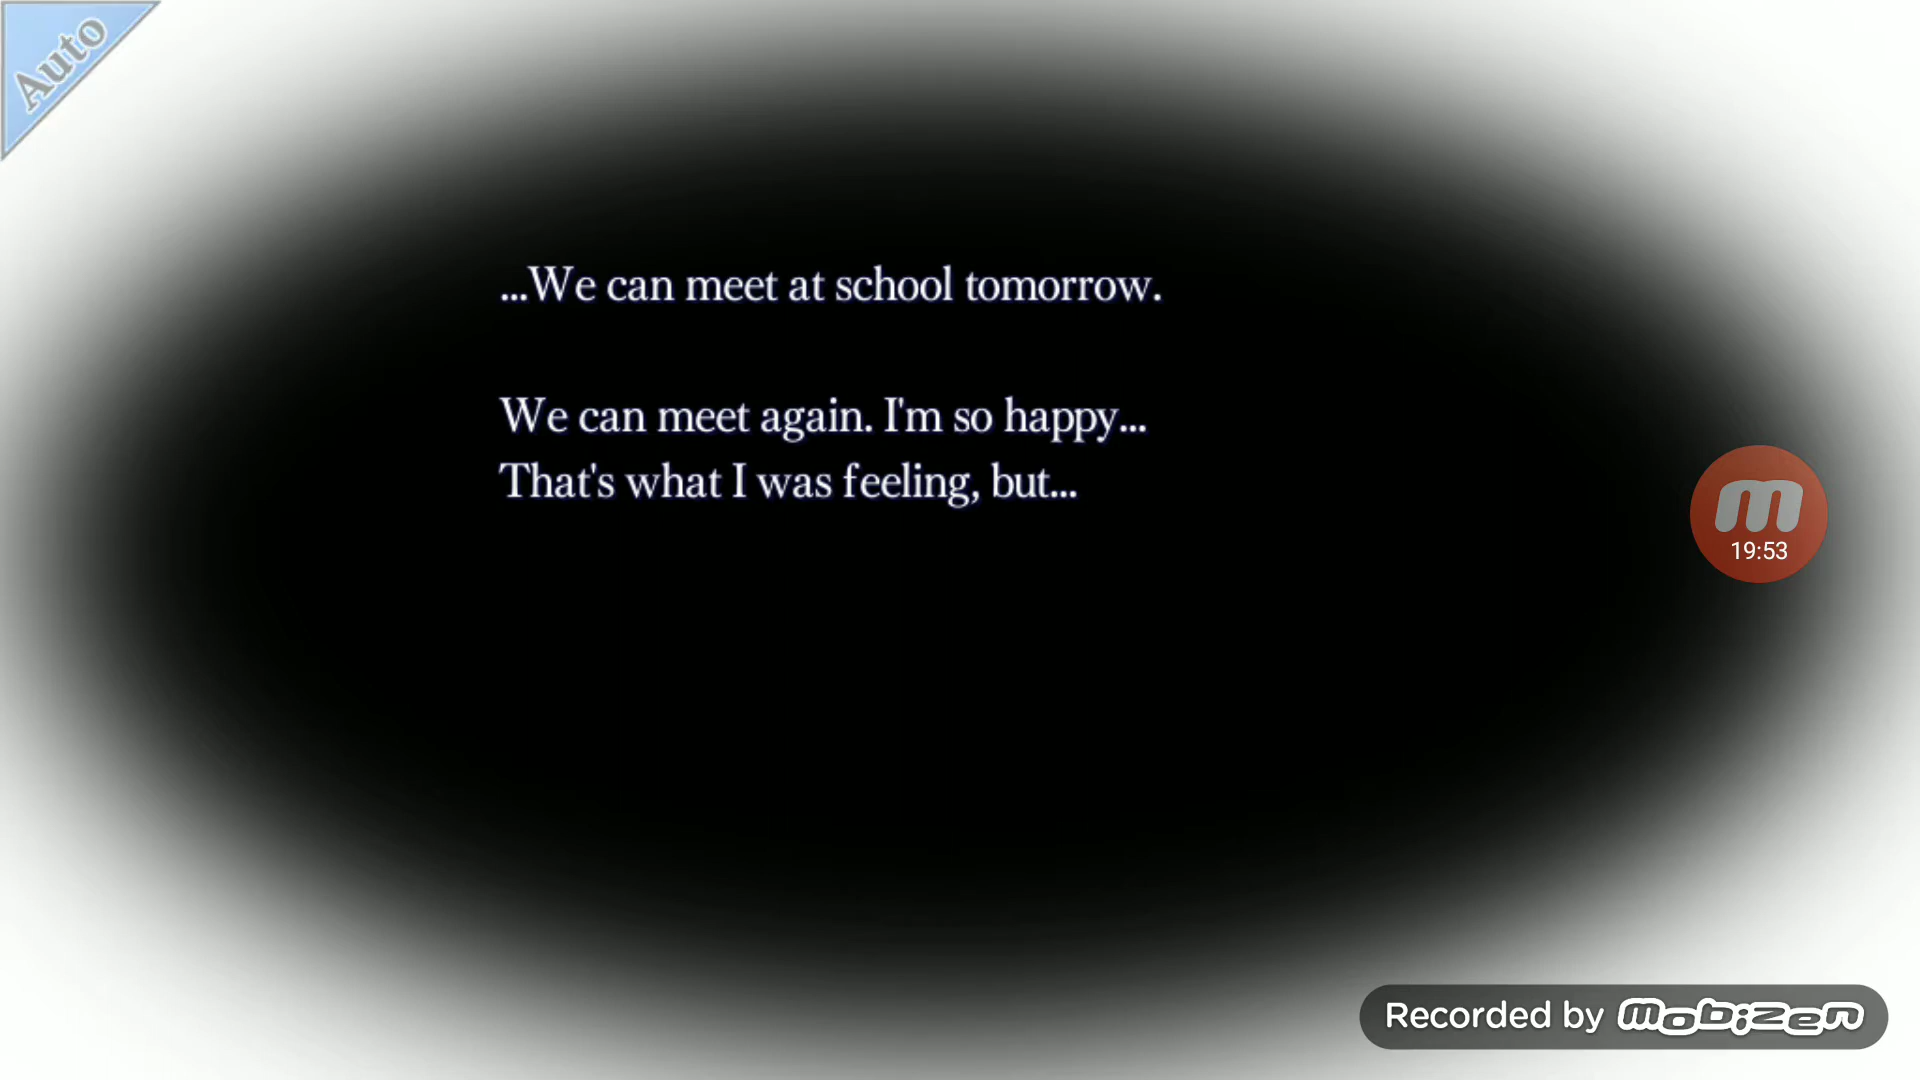 Auto
...We can meet at school tomorrow.
We can meet again. I'm so happy...
That's what I was feeling, but...
19:53
Recorded by mobizen